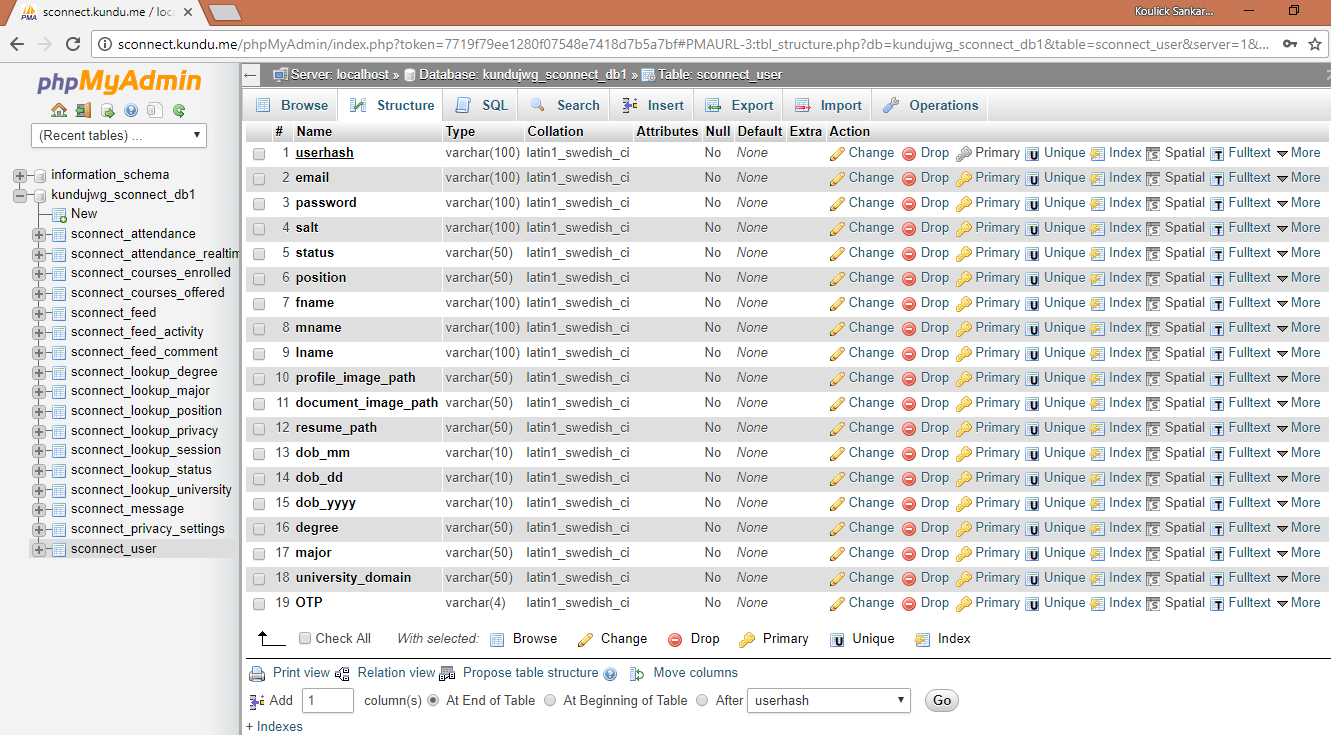 sconnect.kundu.me / loc
Koulick Sankar...
sconnect.kundu.me/phpMyAdmin/index.php?token=7719f79ee1280f07548e7418d7b5a7bf#PMAURL-3:tbl_structure.php?db=kundujwg_sconnect_db1&table=sconnect_user&server=1&...
phpMyAdmin
(Recent tables) ...
information_schema
kundujwg_sconnect_db1
New
sconnect_attendance
sconnect_attendance_realtim
sconnect_courses_enrolled
sconnect_courses_offered
sconnect_feed
sconnect_feed_activity
sconnect_feed_comment
sconnect_lookup_degree
sconnect_lookup_major
sconnect_lookup_position
sconnect_lookup_privacy
sconnect_lookup_session
sconnect_lookup_status
sconnect_lookup_university
sconnect_message
sconnect_privacy_settings
sconnect_user
Server: localhost » Database: kundujwg_sconnect_db1 » Table: sconnect_user
Browse Structure SQL Search Insert Export Import Operations
# Name Type Collation Attributes Null Default Extra Action
1 userhash varchar(100) latin1_swedish_ci No None Change Drop Primary Unique Index Spatial Fulltext More
2 email varchar(100) latin1_swedish_ci No None Change Drop Primary Unique Index Spatial Fulltext More
3 password varchar(100) latin1_swedish_ci No None Change Drop Primary Unique Index Spatial Fulltext More
4 salt varchar(100) latin1_swedish_ci No None Change Drop Primary Unique Index Spatial Fulltext More
5 status varchar(50) latin1_swedish_ci No None Change Drop Primary Unique Index Spatial Fulltext More
6 position varchar(50) latin1_swedish_ci No None Change Drop Primary Unique Index Spatial Fulltext More
7 fname varchar(100) latin1_swedish_ci No None Change Drop Primary Unique Index Spatial Fulltext More
8 mname varchar(100) latin1_swedish_ci No None Change Drop Primary Unique Index Spatial Fulltext More
9 lname varchar(100) latin1_swedish_ci No None Change Drop Primary Unique Index Spatial Fulltext More
10 profile_image_path varchar(50) latin1_swedish_ci No None Change Drop Primary Unique Index Spatial Fulltext More
11 document_image_path varchar(50) latin1_swedish_ci No None Change Drop Primary Unique Index Spatial Fulltext More
12 resume_path varchar(50) latin1_swedish_ci No None Change Drop Primary Unique Index Spatial Fulltext More
13 dob_mm varchar(10) latin1_swedish_ci No None Change Drop Primary Unique Index Spatial Fulltext More
14 dob_dd varchar(10) latin1_swedish_ci No None Change Drop Primary Unique Index Spatial Fulltext More
15 dob_yyyy varchar(10) latin1_swedish_ci No None Change Drop Primary Unique Index Spatial Fulltext More
16 degree varchar(50) latin1_swedish_ci No None Change Drop Primary Unique Index Spatial Fulltext More
17 major varchar(50) latin1_swedish_ci No None Change Drop Primary Unique Index Spatial Fulltext More
18 university_domain varchar(50) latin1_swedish_ci No None Change Drop Primary Unique Index Spatial Fulltext More
19 OTP varchar(4) latin1_swedish_ci No None Change Drop Primary Unique Index Spatial Fulltext More
Check All With selected: Browse Change Drop Primary Unique Index
Print view Relation view Propose table structure Move columns
Add 1 column(s) At End of Table At Beginning of Table After userhash Go
+ Indexes